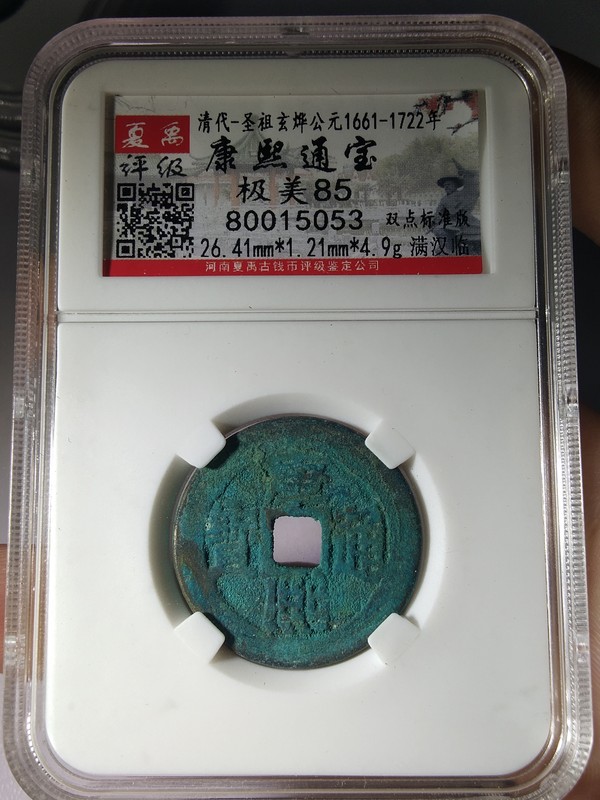 夏禹
评级
清代-圣祖玄烨公元1661-1722年
康熙通宝
极美85
80015053 双点标准版
26.41mm*1.21mm*4.9g 满汉临
河南夏禹古钱币评级鉴定公司
康熙通寶